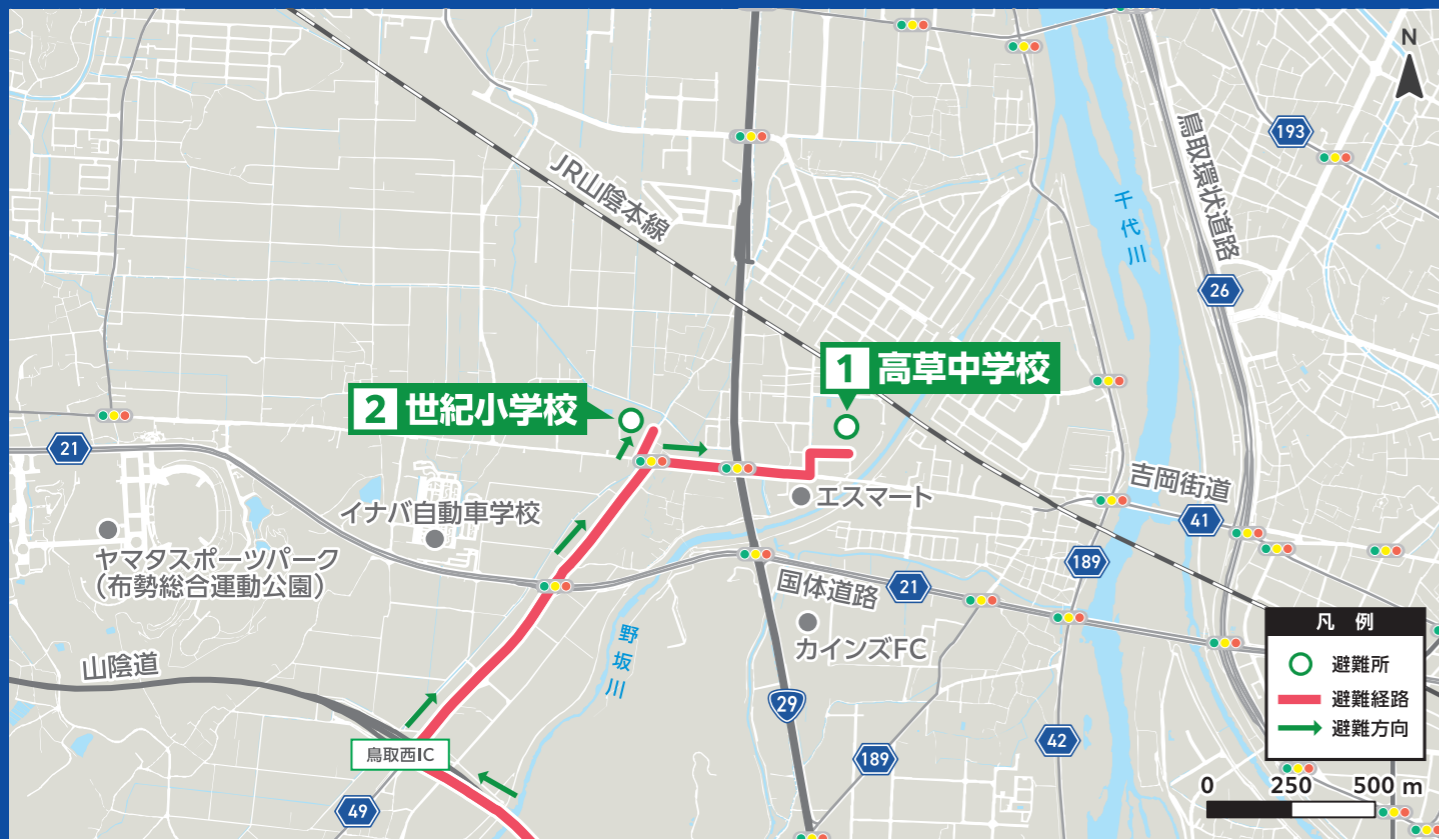 N
193
鳥取環状道路
JR山陰本線
千代川
26
1 高草中学校
2 世紀小学校
21
吉岡街道
41
エスマート
イナバ自動車学校
ヤマタスポーツパーク
(布勢総合運動公園)
189
国体道路
21
野坂川
カインズFC
山陰道
29
鳥取西IC
42
189
49
凡 例
避難所
避難経路
避難方向
0 250 500 m